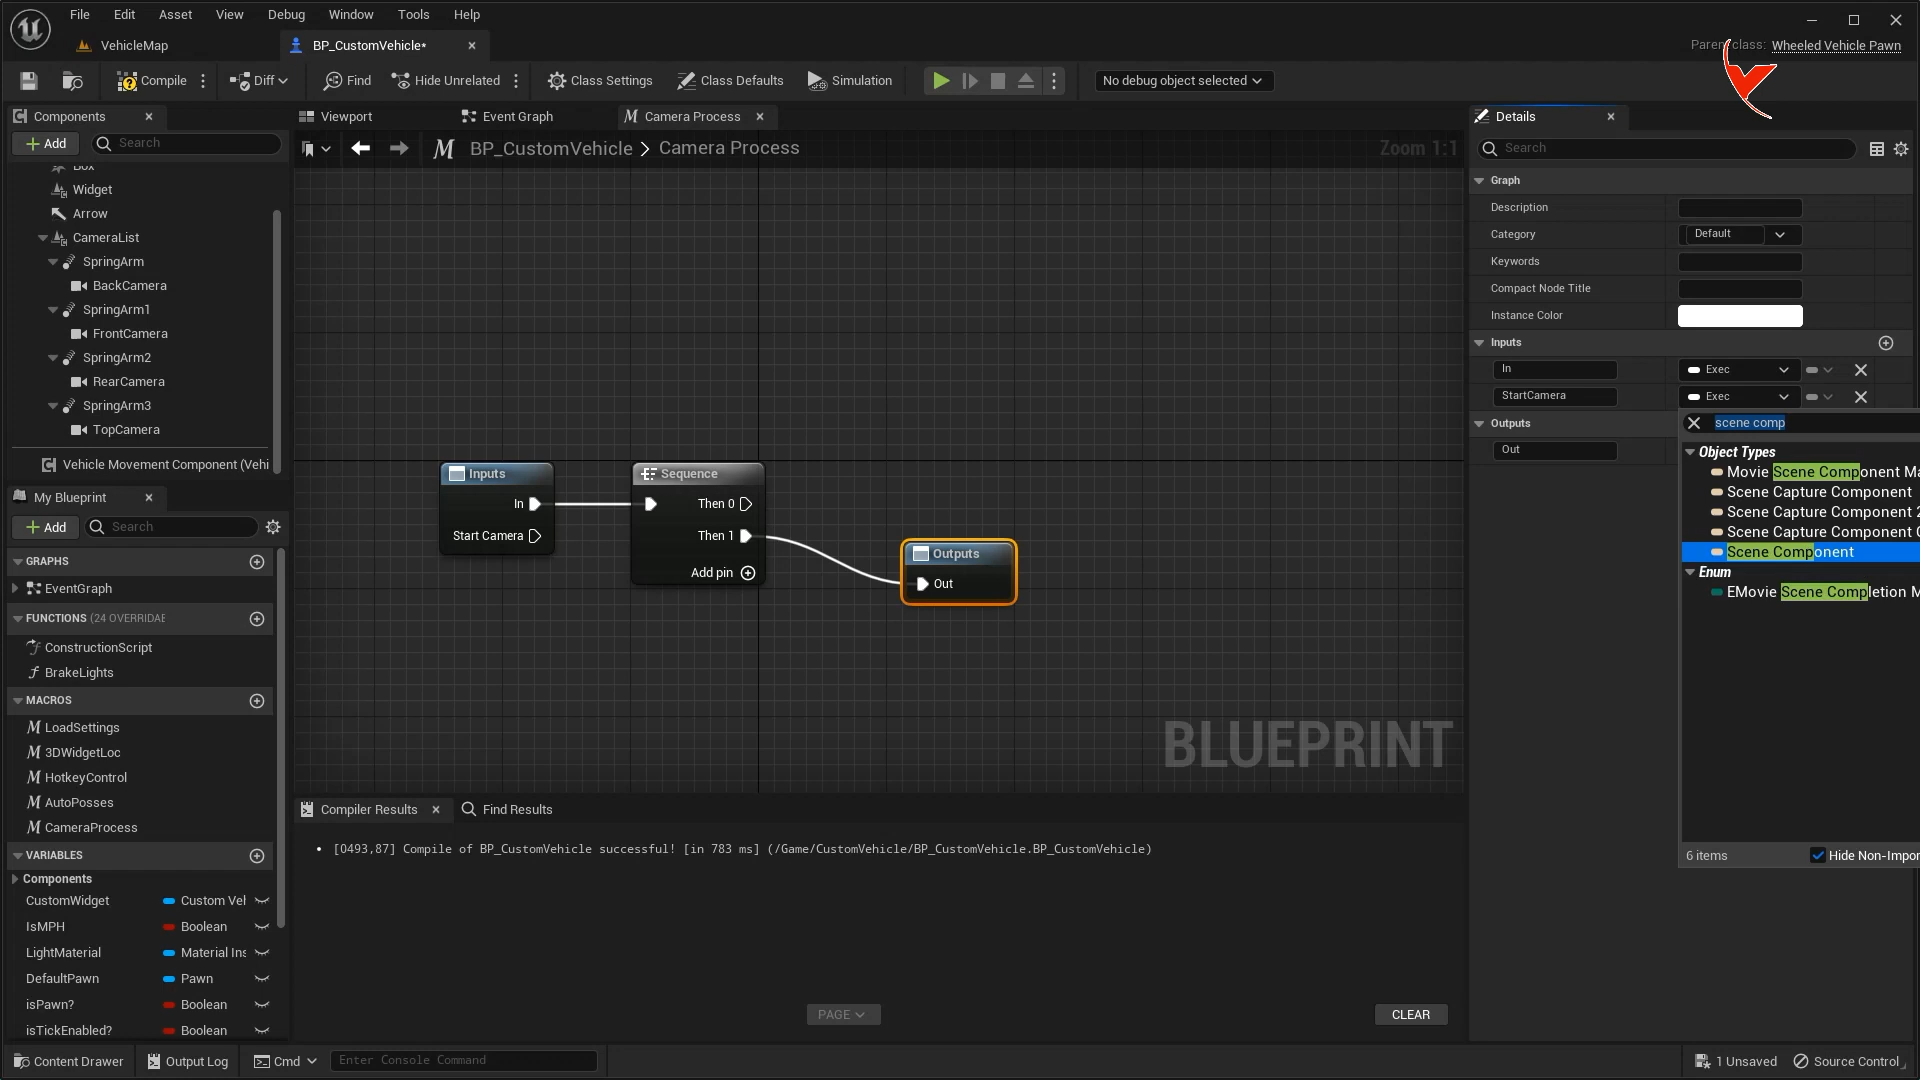 File Edit Asset View Debug Window Tools Help
VehicleMap
BP_CustomVehicle*
Parent class: Wheeled Vehicle Pawn
Compile
Diff
Find
Hide Unrelated
Class Settings
Class Defaults
Simulation
No debug object selected
Components
Add
Search
Box
Widget
Arrow
CameraList
SpringArm
BackCamera
SpringArm1
FrontCamera
SpringArm2
RearCamera
SpringArm3
TopCamera
Vehicle Movement Component (Vehi
My Blueprint
Add
Search
GRAPHS
EventGraph
FUNCTIONS (24 OVERRIDAE
ConstructionScript
BrakeLights
MACROS
LoadSettings
3DWidgetLoc
HotkeyControl
AutoPosses
CameraProcess
VARIABLES
Components
CustomWidget Custom Veh
IsMPH Boolean
LightMaterial Material Ins
DefaultPawn Pawn
isPawn? Boolean
isTickEnabled? Boolean
Viewport
Event Graph
Camera Process
BP_CustomVehicle > Camera Process
Zoom 1:1
Inputs
In
Start Camera
Sequence
Then 0
Then 1
Add pin
Outputs
Out
BLUEPRINT
Compiler Results
Find Results
[0493,87] Compile of BP_CustomVehicle successful! [in 783 ms] (/Game/CustomVehicle/BP_CustomVehicle.BP_CustomVehicle)
PAGE
CLEAR
Details
Search
Graph
Description
Category Default
Keywords
Compact Node Title
Instance Color
Inputs
In Exec
StartCamera Exec
Outputs
Out
scene comp
Object Types
Movie Scene Component Ma
Scene Capture Component
Scene Capture Component 2
Scene Capture Component C
Scene Component
Enum
EMovie Scene Completion M
6 items
Hide Non-Impor
Content Drawer
Output Log
Cmd
Enter Console Command
1 Unsaved
Source Control